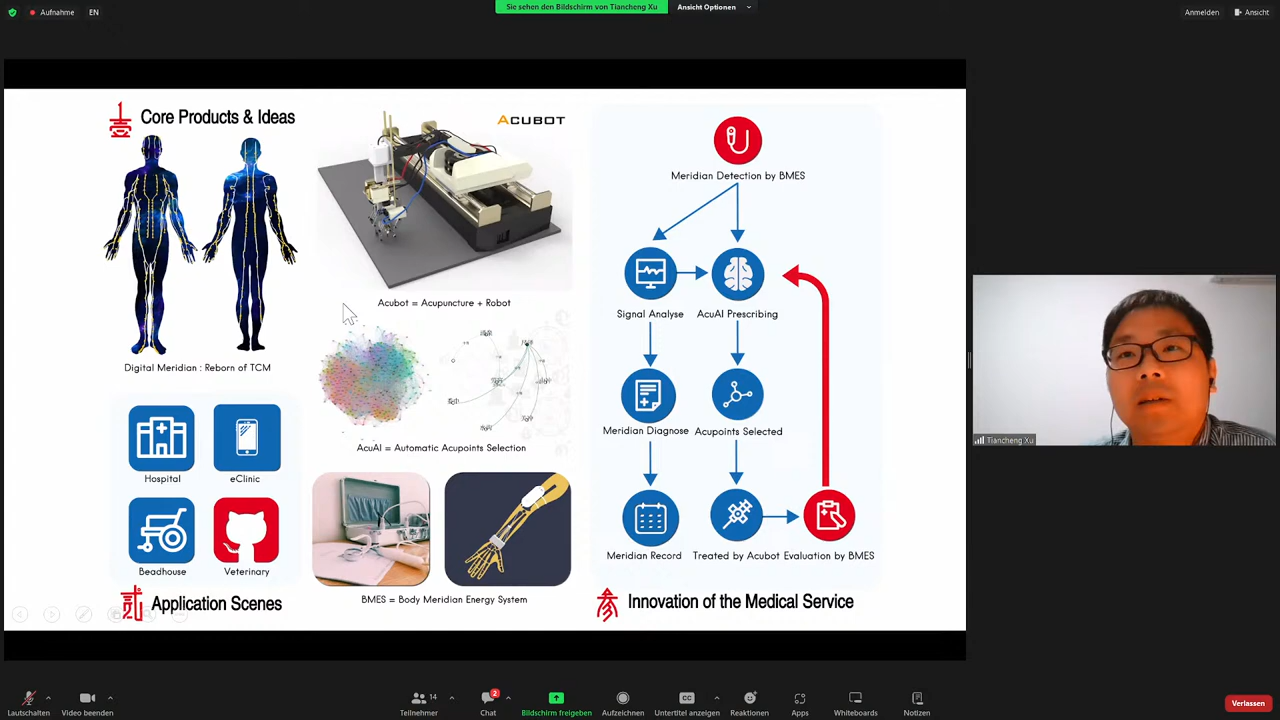 Aufnahme
EN
Sie sehen den Bildschirm von Tiancheng Xu
Ansicht Optionen
Anmelden
Ansicht
壹
Core Products & Ideas
Digital Meridian : Reborn of TCM
ACUBOT
Acubot = Acupuncture + Robot
AcuAI = Automatic Acupoints Selection
BMES = Body Meridian Energy System
Hospital
eClinic
Beadhouse
Veterinary
贰
Application Scenes
Meridian Detection by BMES
Signal Analyse
AcuAI Prescribing
Meridian Diagnose
Acupoints Selected
Meridian Record
Treated by Acubot
Evaluation by BMES
Innovation of the Medical Service
Tiancheng Xu
Lautschalten
Video beenden
14
Teilnehmer
2
Chat
Bildschirm freigeben
Aufzeichnen
CC
Untertitel anzeigen
Reaktionen
Apps
Whiteboards
Notizen
Verlassen